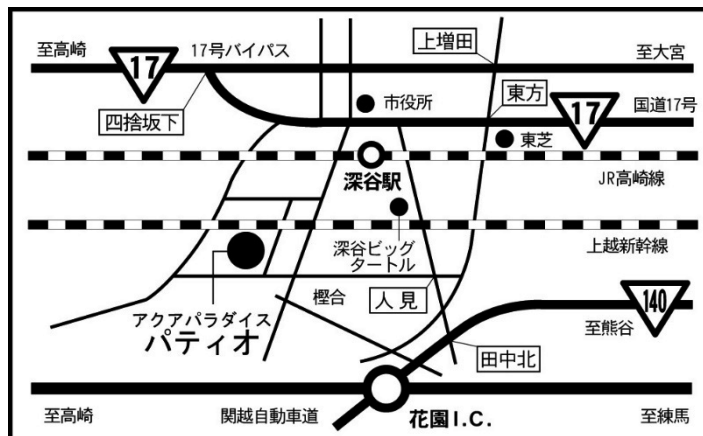 上増田
至高崎
17
17号バイパス
至大宮
四捨坂下
市役所
東方
17
国道17号
東芝
深谷駅
JR高崎線
上越新幹線
深谷ビッグ
タートル
アクアパラダイス
パティオ
樫合
人見
140
至熊谷
田中北
至高崎
関越自動車道
花園I.C.
至練馬